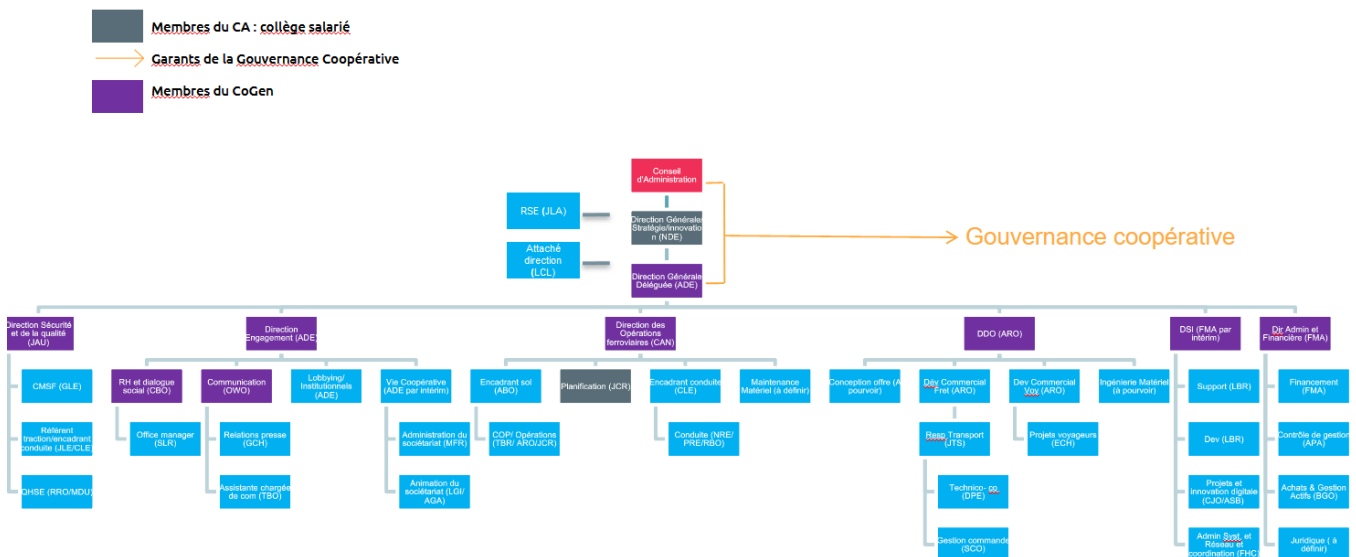 Membres du CA : collège salarié
Garants de la Gouvernance Coopérative
Membres du CoGen
Conseil
d'Administration
RSE (JLA)
Direction Générale
Stratégis/innovatio
n (NDE)
Gouvernance coopérative
Attaché
direction
(LCL)
Direction Générale
Déléguée (ADE)
Direction Sécurité
et de la qualité
(JAU)
Direction
Engagement (ADE)
Direction des
Opérations
ferroviaires (CAN)
DDO (ARO)
DSI (FMA par
intérim)
Dir Admin et
Financière (FMA)
CMSF (GLE)
RH et dialogue
social (CBO)
Communication
(OWO)
Lobbying/
Institutionnels
(ADE)
Vie Coopérative
(ADE par intérim)
Encadrant sol
(ABO)
Planification (JCR)
Encadrant conduite
(CLE)
Maintenance
Matériel (à définir)
Conception offre (A
pourvoir)
Dév Commercial
Fret (ARO)
Dev Commercial
Voy (ARO)
Ingénierie Matériel
(à pourvoir)
Support (LBR)
Financement
(FMA)
Référent
traction/encadrant
conduite (JLE/CLE)
Office manager
(SLR)
Relations presse
(GCH)
Administration du
sociétariat (MFR)
COP/ Opérations
(TBR/ ARO/JCR)
Conduite (NRE/
PRE/RBO)
Resp Transport
(JTS)
Projets voyageurs
(ECH)
Dev (LBR)
Contrôle de gestion
(APA)
QHSE (RRO/MDU)
Assistante chargée
de com (TBO)
Animation du
sociétariat (LGI/
AGA)
Technico- co
(DPE)
Projets et
innovation digitale
(CJO/ASB)
Achats & Gestion
Actifs (BGO)
Gestion commande
(SCO)
Admin Syst. et
Réseau et
coordination (FHC)
Juridique ( à
définir)